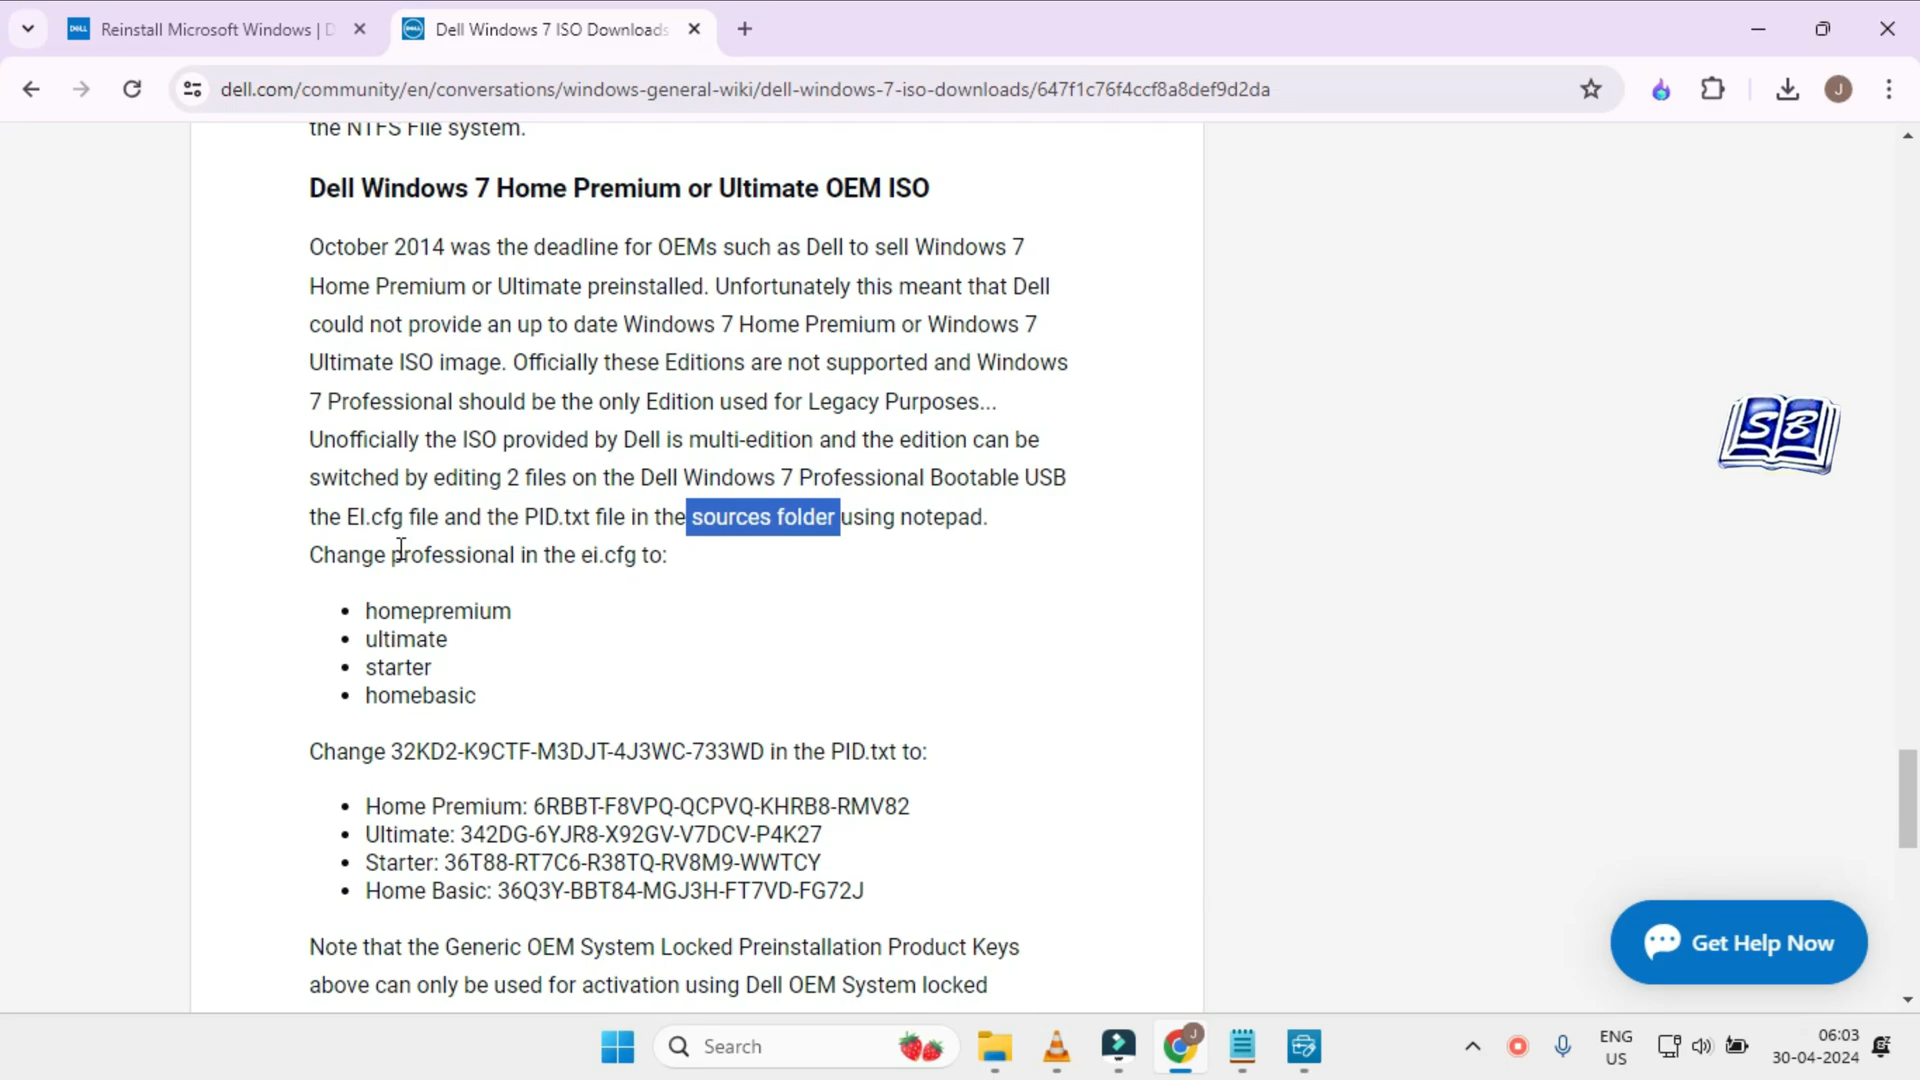 Reinstall Microsoft Windows | D
Dell Windows 7 ISO Downloads
dell.com/community/en/conversations/windows-general-wiki/dell-windows-7-iso-downloads/647f1c76f4ccf8a8def9d2da
J
the NTFS File system.
Dell Windows 7 Home Premium or Ultimate OEM ISO
October 2014 was the deadline for OEMs such as Dell to sell Windows 7
Home Premium or Ultimate preinstalled. Unfortunately this meant that Dell
could not provide an up to date Windows 7 Home Premium or Windows 7
Ultimate ISO image. Officially these Editions are not supported and Windows
7 Professional should be the only Edition used for Legacy Purposes...
Unofficially the ISO provided by Dell is multi-edition and the edition can be
switched by editing 2 files on the Dell Windows 7 Professional Bootable USB
the EI.cfg file and the PID.txt file in the sources folder using notepad.
Change professional in the ei.cfg to:
• homepremium
• ultimate
• starter
• homebasic
Change 32KD2-K9CTF-M3DJT-4J3WC-733WD in the PID.txt to:
• Home Premium: 6RBBT-F8VPQ-QCPVQ-KHRB8-RMV82
• Ultimate: 342DG-6YJR8-X92GV-V7DCV-P4K27
• Starter: 36T88-RT7C6-R38TQ-RV8M9-WWTCY
• Home Basic: 36Q3Y-BBT84-MGJ3H-FT7VD-FG72J
Note that the Generic OEM System Locked Preinstallation Product Keys
above can only be used for activation using Dell OEM System locked
SB
Get Help Now
Search
J
ENG
US
06:03
30-04-2024